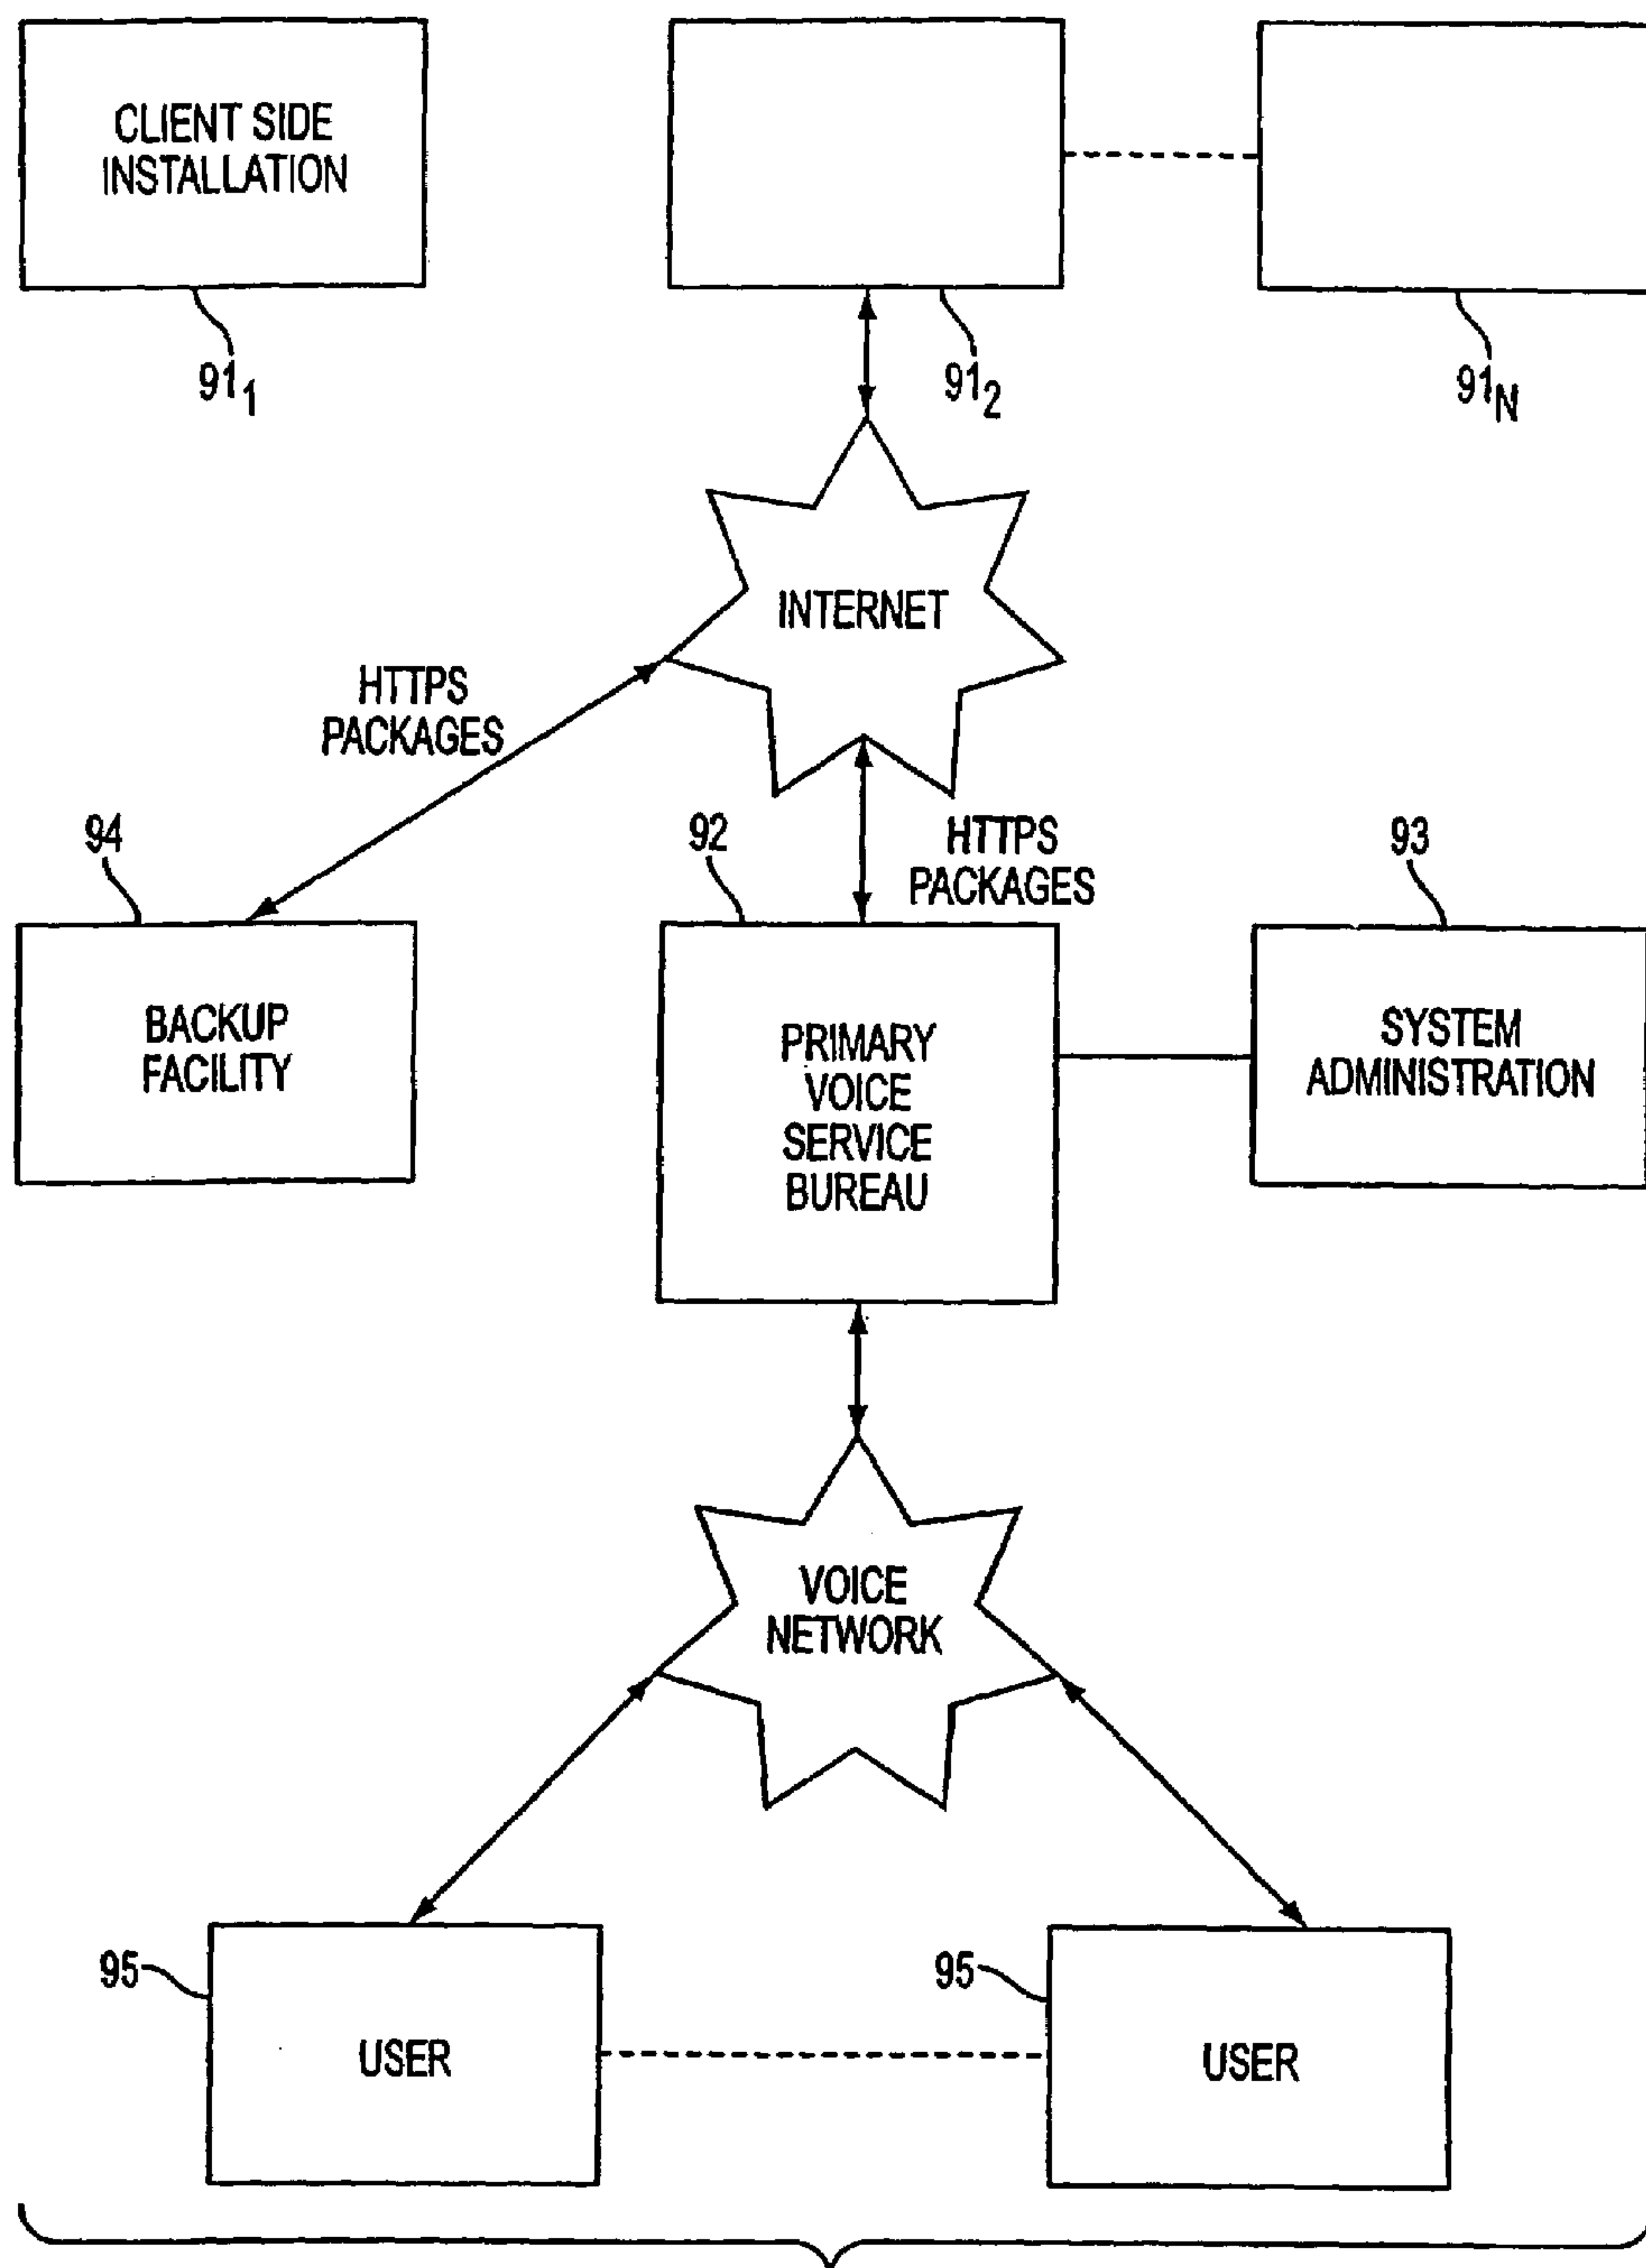 CLIENT SIDE
INSTALLATION
91₁
91₂
91N
INTERNET
HTTPS
PACKAGES
HTTPS
PACKAGES
94
92
93
BACKUP
FACILITY
PRIMARY
VOICE
SERVICE
BUREAU
SYSTEM
ADMINISTRATION
VOICE
NETWORK
95
95
USER
USER